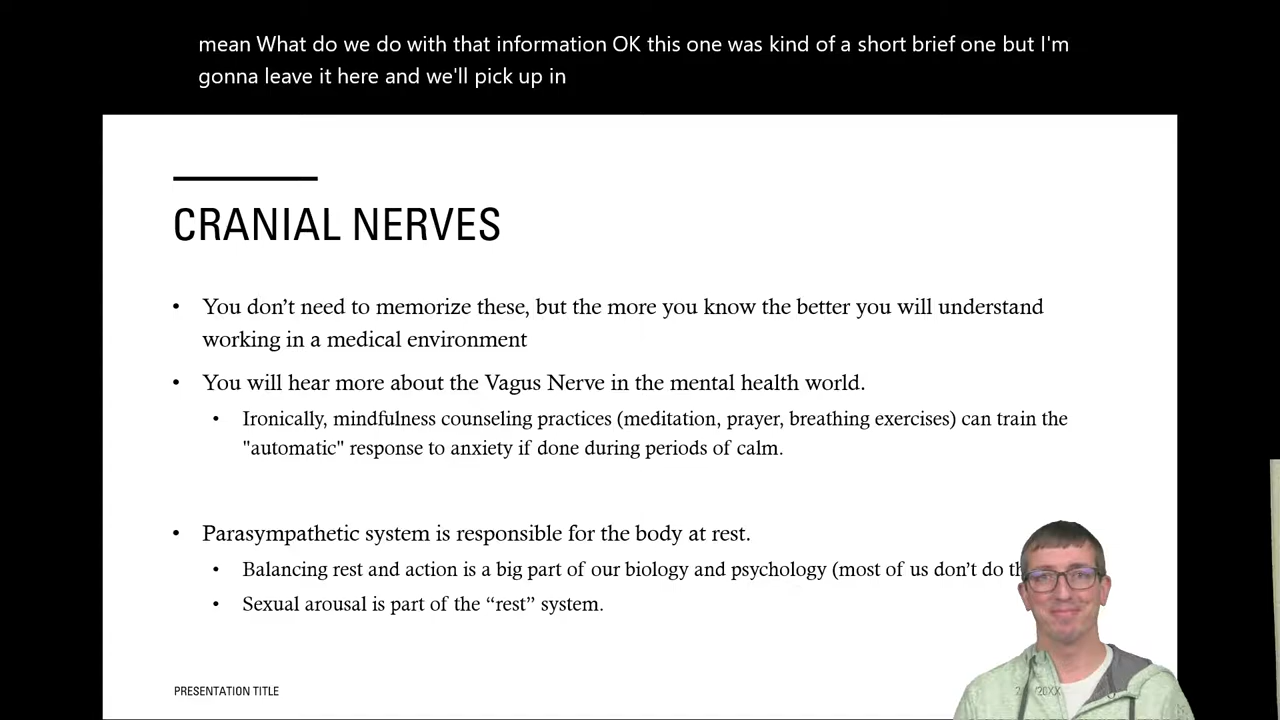 mean What do we do with that information OK this one was kind of a short brief one but I'm
gonna leave it here and we'll pick up in
CRANIAL NERVES
• You don’t need to memorize these, but the more you know the better you will understand
working in a medical environment
• You will hear more about the Vagus Nerve in the mental health world.
• Ironically, mindfulness counseling practices (meditation, prayer, breathing exercises) can train the
"automatic" response to anxiety if done during periods of calm.
• Parasympathetic system is responsible for the body at rest.
• Balancing rest and action is a big part of our biology and psychology (most of us don’t do
• Sexual arousal is part of the “rest” system.
PRESENTATION TITLE